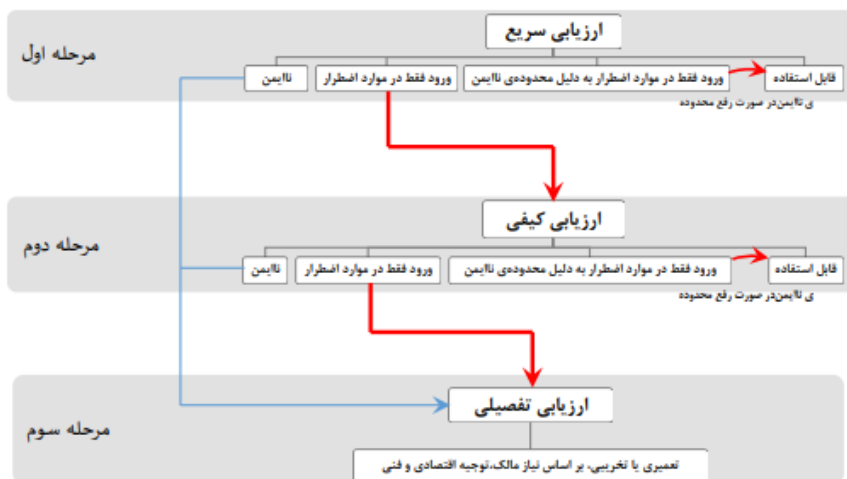 مرحله اول
ارزیابی سریع
قابل استفاده
ورود فقط در موارد اضطرار به دلیل محدوده‌ی ناایمن
ورود فقط در موارد اضطرار
ناایمن
ی ناایمن‌در صورت رفع محدوده
مرحله دوم
ارزیابی کیفی
قابل استفاده
ورود فقط در موارد اضطرار به دلیل محدوده‌ی ناایمن
ورود فقط در موارد اضطرار
ناایمن
ی ناایمن‌در صورت رفع محدوده
مرحله سوم
ارزیابی تفصیلی
تعمیری یا تخریبی، بر اساس نیاز مالک،توجیه اقتصادی و فنی